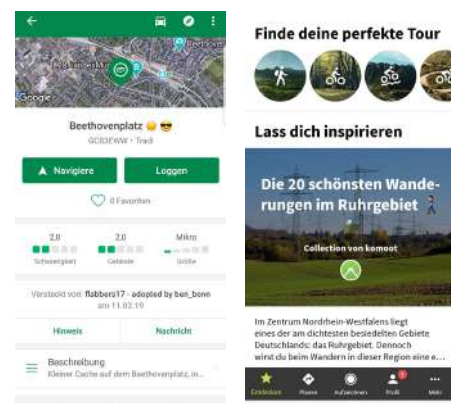 Google
Beethovenplatz
Navigiere
Loggen
0 Favoriten
2,0
2,0
Mikro
Schwierigkeit
Gelände
Größe
Versteckt von: flabbers17 - adopted by ben_bonn
am 11.02.19
Hinweis
Nachricht
Beschreibung
Kleiner Cache auf dem Beethovenplatz, in...
Finde deine perfekte Tour
Lass dich inspirieren
Die 20 schönsten Wande-
rungen im Ruhrgebiet
Collection von komoot
Im Zentrum Nordrhein-Westfalens liegt
eines der am dichtesten besiedelten Gebiete
Deutschlands: das Ruhrgebiet. Dennoch
wirst du beim Wandern in dieser Region eine e...
Entdecken
Planen
Aufzeichnen
Profil
Mehr